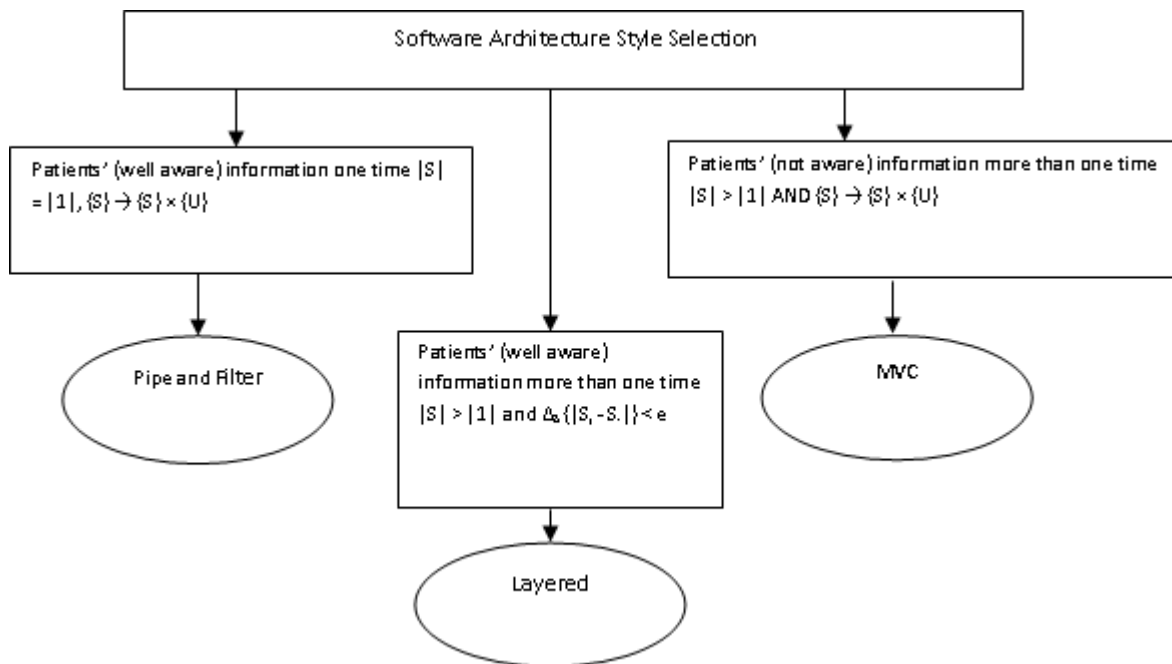 Software Architecture Style Selection
Patients’ (well aware) information one time |S|
= |1|, {S} → {S} × {U}
Patients’ (not aware) information more than one time
|S| > |1| AND {S} → {S} × {U}
Pipe and Filter
Patients’ (well aware)
information more than one time
|S| > |1| and {|S -S |} < e
MVC
Layered